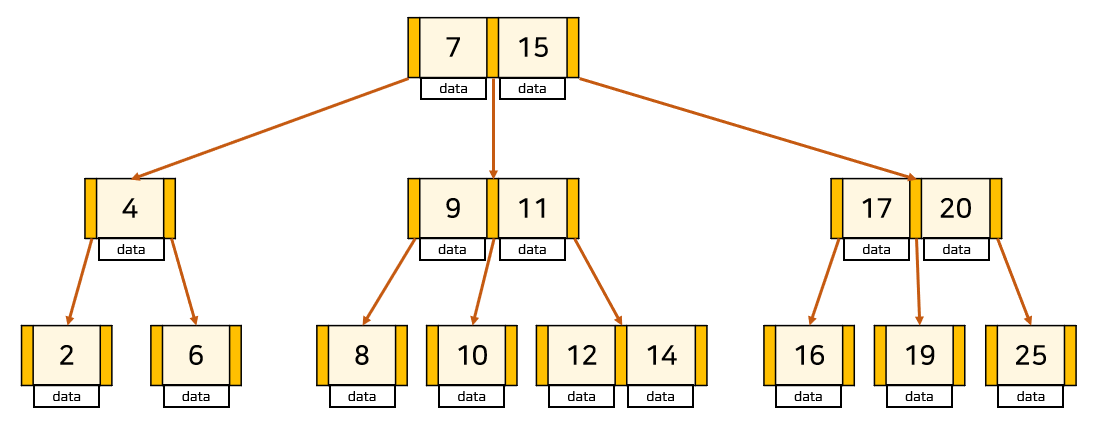 7 15
data data
4 9 11 17 20
data data data data data
2 6 8 10 12 14 16 19 25
data data data data data data data data data